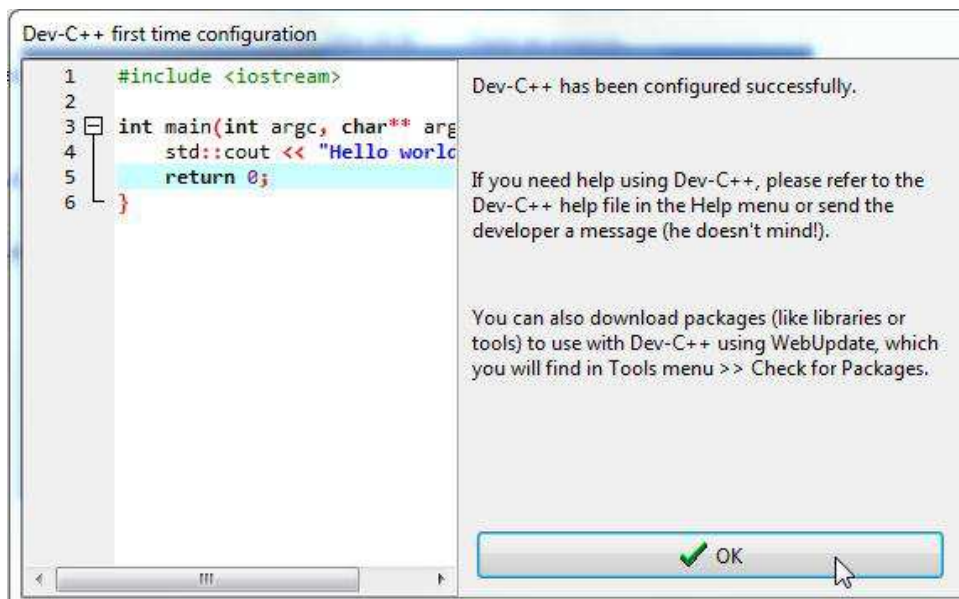 Dev-C++ first time configuration
1 #include <iostream>
2
3 int main(int argc, char** arg
4 std::cout << "Hello world
5 return 0;
6 }
Dev-C++ has been configured successfully.
If you need help using Dev-C++, please refer to the
Dev-C++ help file in the Help menu or send the
developer a message (he doesn't mind!).
You can also download packages (like libraries or
tools) to use with Dev-C++ using WebUpdate, which
you will find in Tools menu >> Check for Packages.
OK